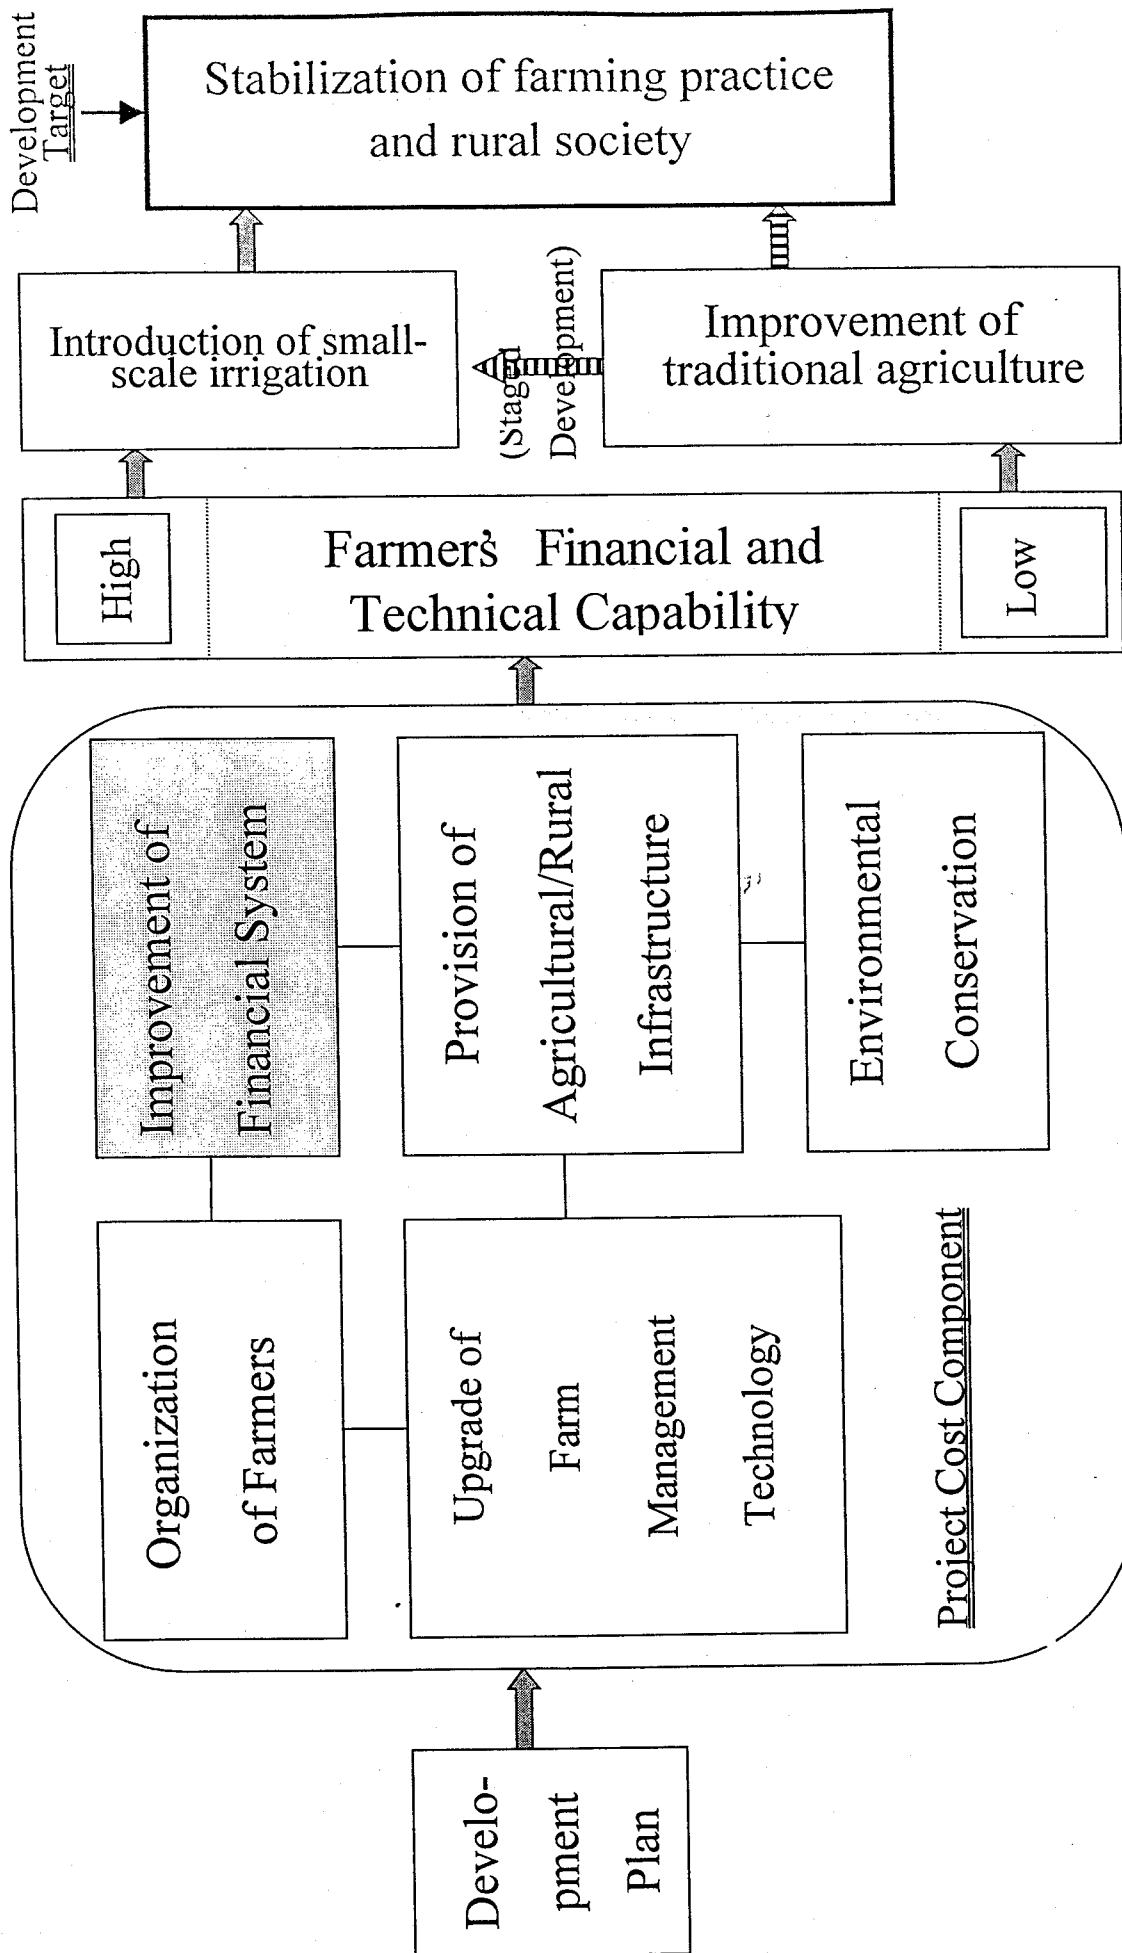 Development
Target
Stabilization of farming practice
and rural society
Introduction of small-
scale irrigation
(Staged
Development)
Improvement of
traditional agriculture
High
Farmer's Financial and
Technical Capability
Low
Improvement of
Financial System
Provision of
Agricultural/Rural
Infrastructure
Environmental
Conservation
Organization
of Farmers
Upgrade of
Farm
Management
Technology
Project Cost Component
Develo-
pment
Plan